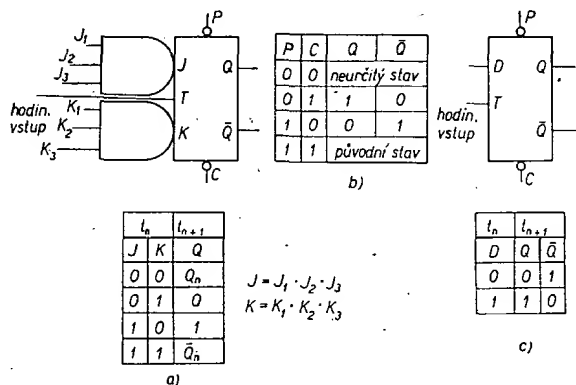 P
J₁
J₂
J₃
J
Q
T
hodin.
vstup
K₁
K₂
K₃
K
Q̄
C
P C Q Q̄
0 0 neurčitý stav
0 1 1 0
1 0 0 1
1 1 původní stav
b)
P
D
Q
T
hodin.
vstup
Q̄
C
tₙ tₙ₊₁
J K Q
0 0 Qₙ
0 1 0
1 0 1
1 1 Q̄ₙ
a)
J = J₁ · J₂ · J₃
K = K₁ · K₂ · K₃
tₙ tₙ₊₁
D Q Q̄
0 0 1
1 1 0
c)